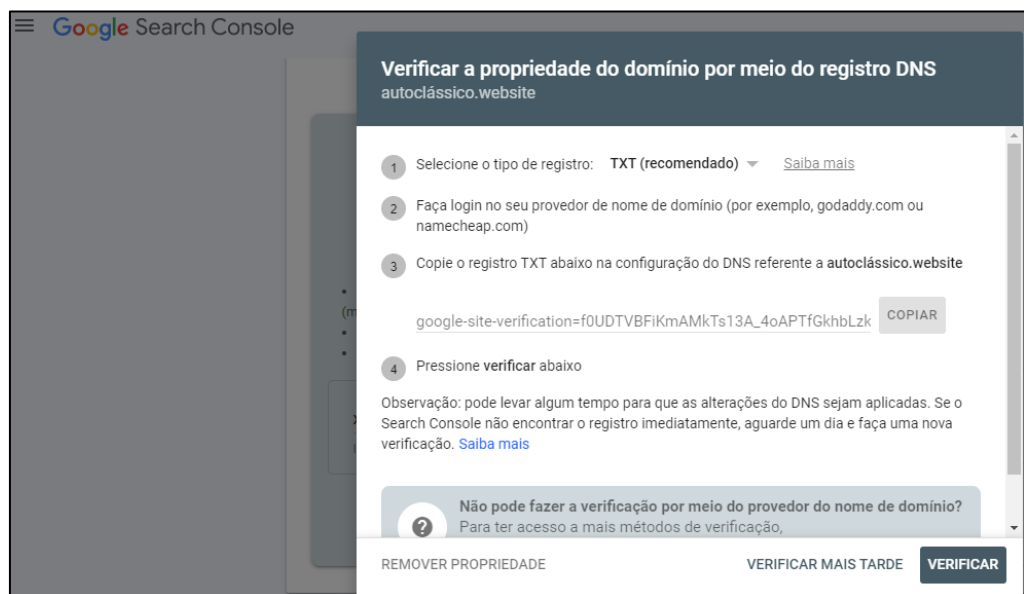 Google Search Console
Verificar a propriedade do domínio por meio do registro DNS
autoclássico.website
1 Selecione o tipo de registro: TXT (recomendado) Saiba mais
2 Faça login no seu provedor de nome de domínio (por exemplo, godaddy.com ou
namecheap.com)
3 Copie o registro TXT abaixo na configuração do DNS referente a autoclássico.website
google-site-verification=f0UDTVBFiKmAMkTs13A_4oAPTfGkhbLzk COPIAR
4 Pressione verificar abaixo
Observação: pode levar algum tempo para que as alterações do DNS sejam aplicadas. Se o
Search Console não encontrar o registro imediatamente, aguarde um dia e faça uma nova
verificação. Saiba mais
Não pode fazer a verificação por meio do provedor do nome de domínio?
Para ter acesso a mais métodos de verificação,
REMOVER PROPRIEDADE VERIFICAR MAIS TARDE VERIFICAR